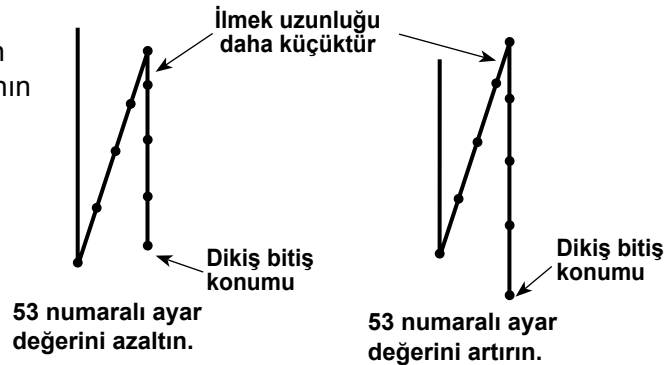 İlmek uzunluğu
daha küçüktür
n
nın
Dikiş bitiş
konumu
53 numaralı ayar
değerini azaltın.
Dikiş bitiş
konumu
53 numaralı ayar
değerini artırın.